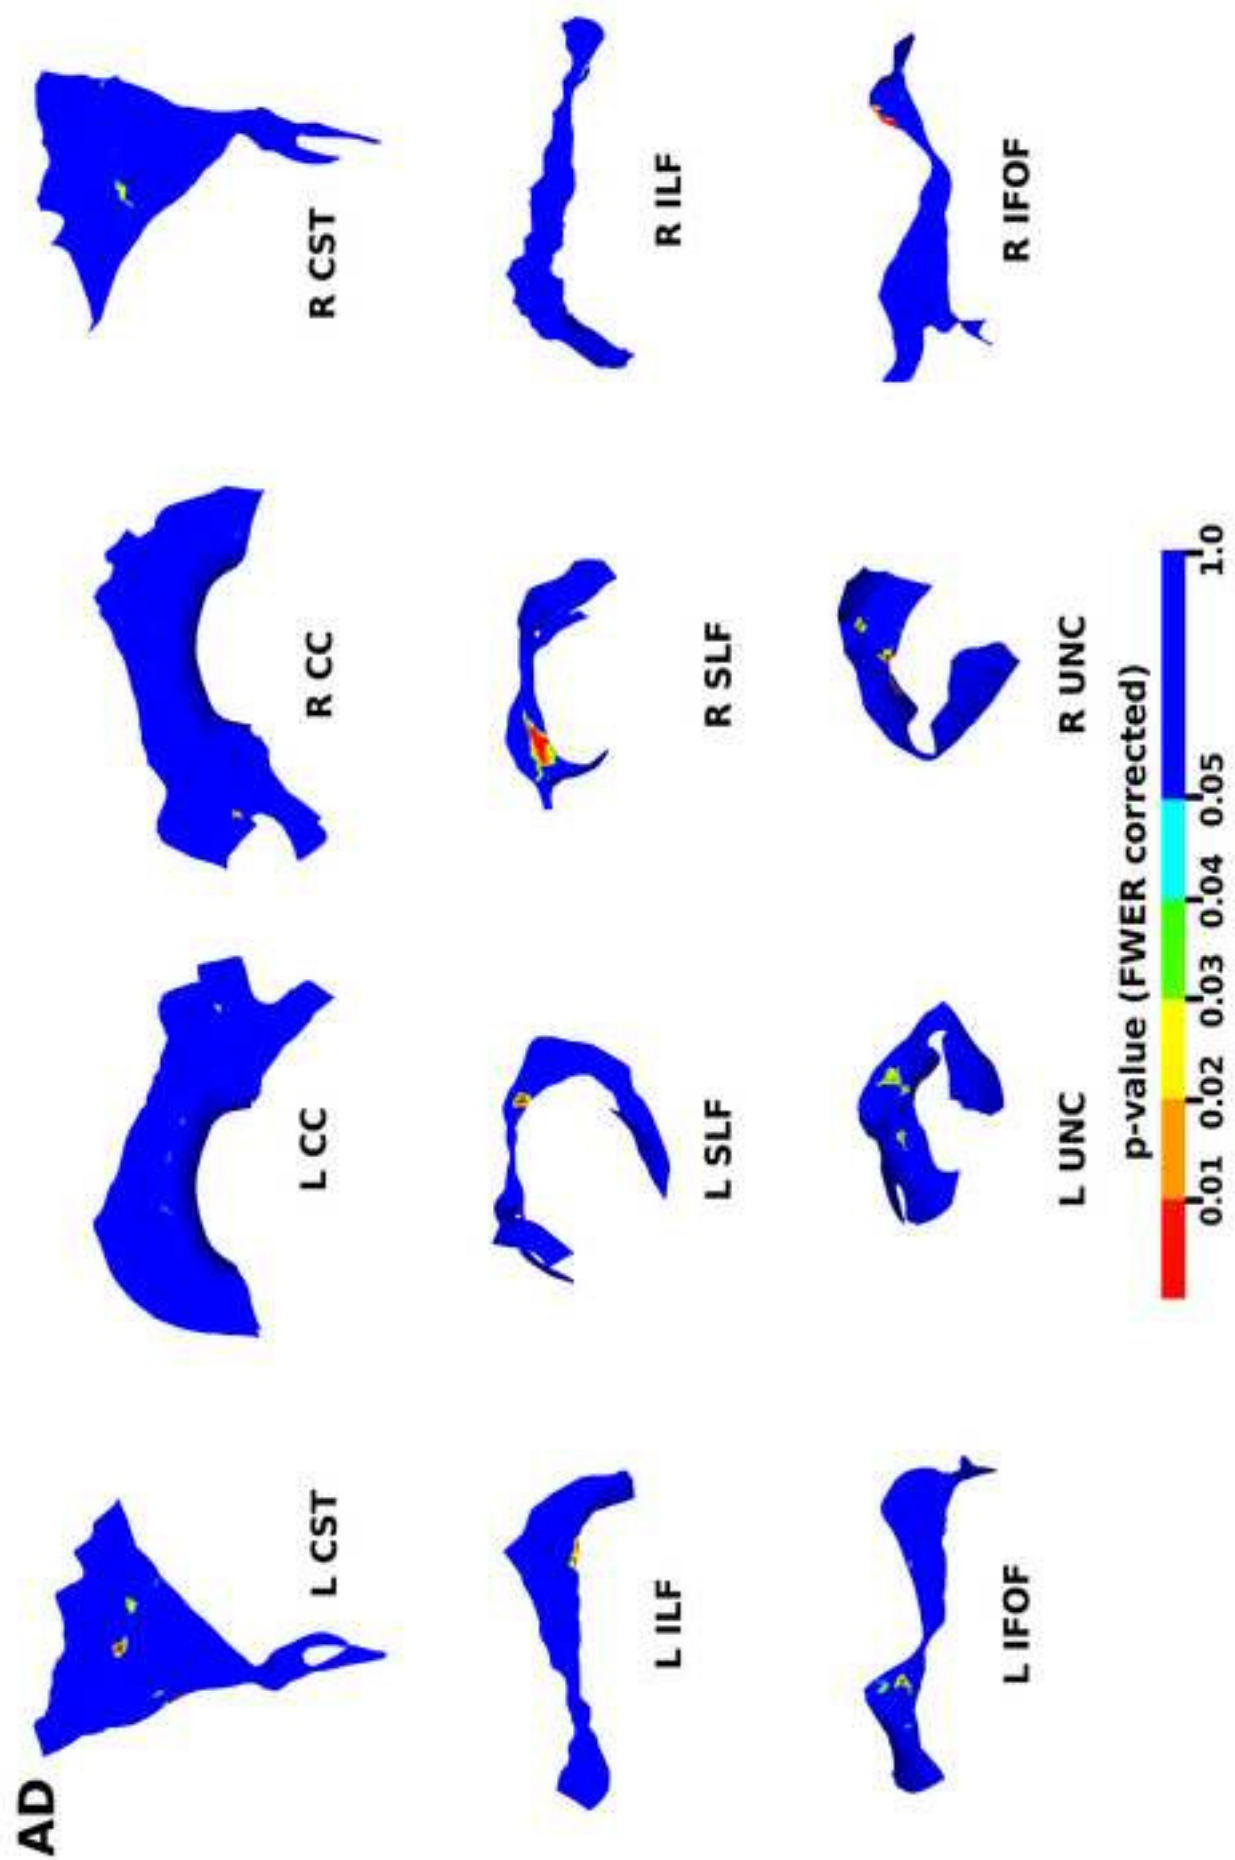 AD
L CST
L CC
R CC
R CST
L ILF
L SLF
R SLF
R ILF
L IFOF
L UNC
R UNC
R IFOF
p-value (FWER corrected)
0.01 0.02 0.03 0.04 0.05 1.0